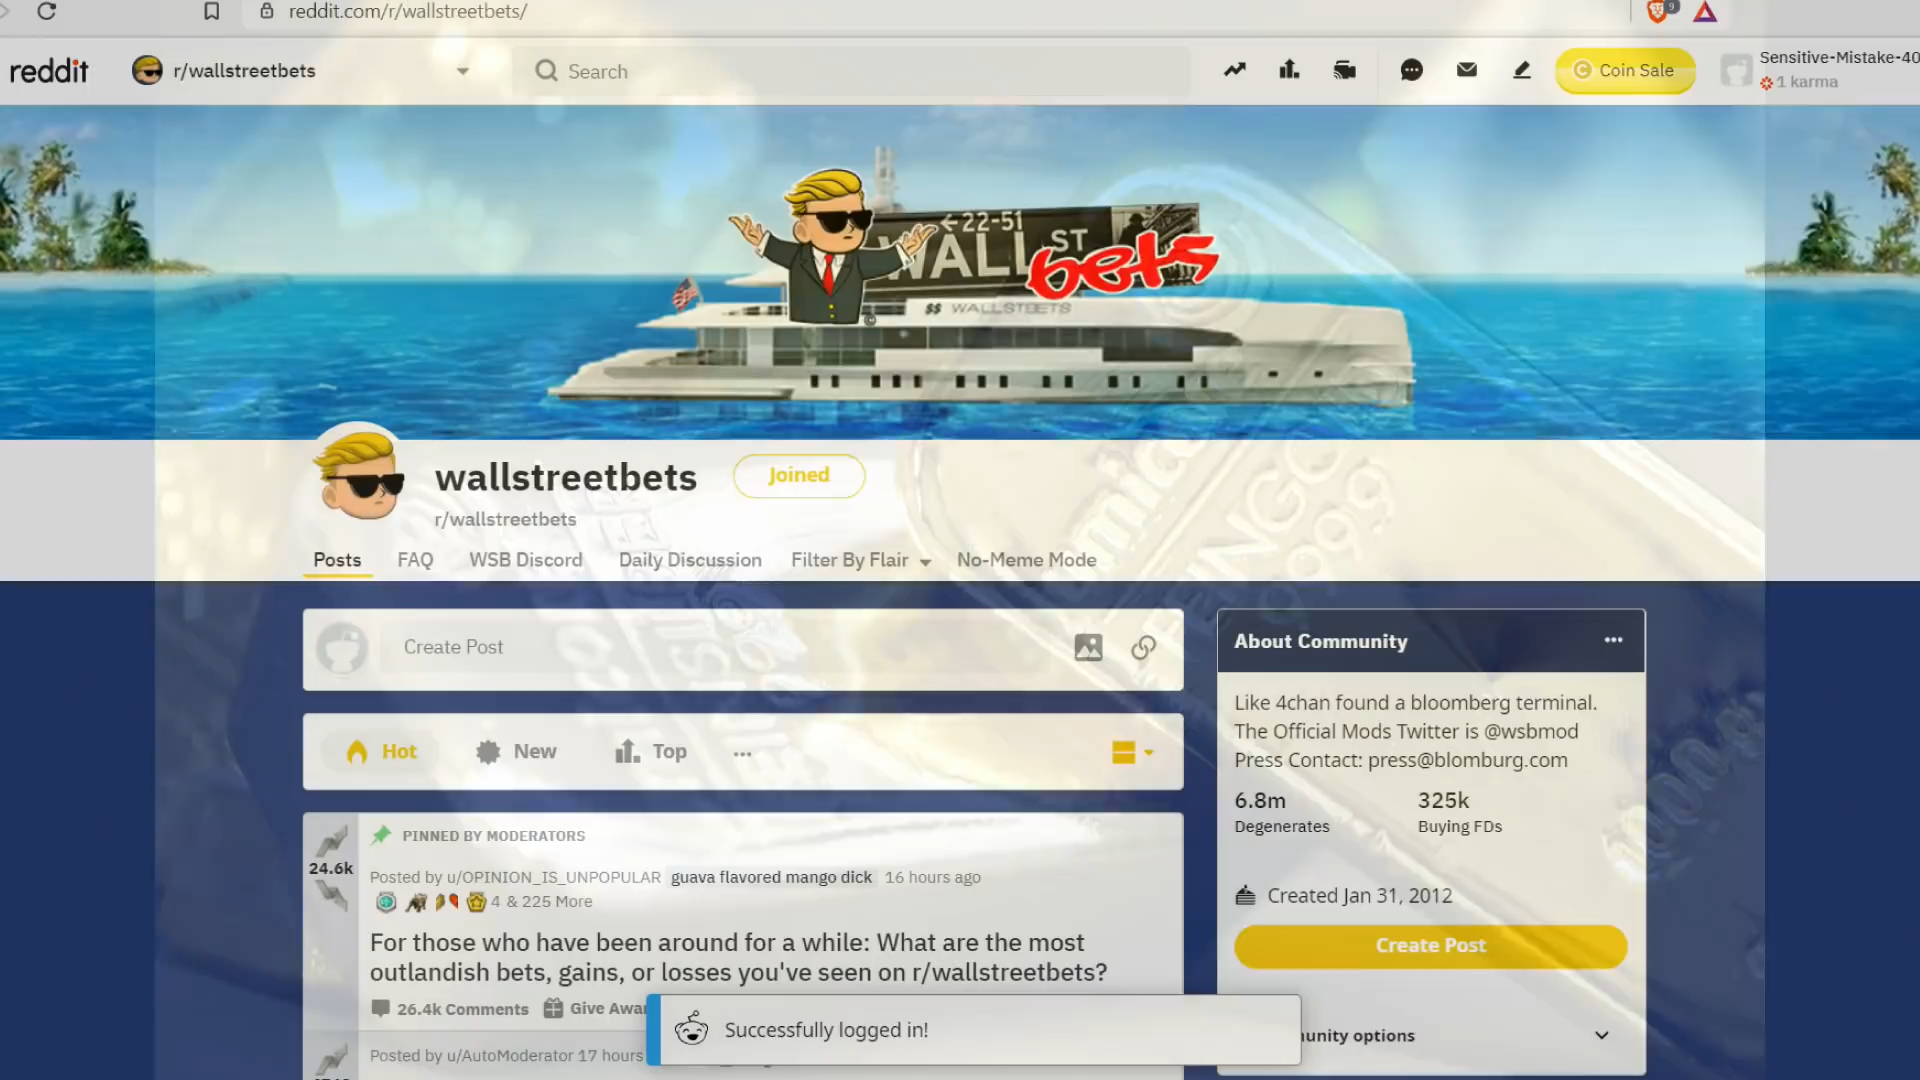 reddit.com/r/wallstreetbets/
9
reddit
r/wallstreetbets
Search
Coin Sale
Sensitive-Mistake-40
1 karma
←22-51
WALL ST
bets
$$ WALLSTBETS
wallstreetbets
Joined
r/wallstreetbets
Posts
FAQ
WSB Discord
Daily Discussion
Filter By Flair
No-Meme Mode
FEINGO
999
Create Post
About Community
Like 4chan found a bloomberg terminal.
The Official Mods Twitter is @wsbmod
Press Contact: press@blomburg.com
6.8m
325k
Degenerates
Buying FDs
Created Jan 31, 2012
Create Post
unity options
Hot
New
Top
PINNED BY MODERATORS
24.6k
Posted by u/OPINION_IS_UNPOPULAR guava flavored mango dick 16 hours ago
4 & 225 More
For those who have been around for a while: What are the most
outlandish bets, gains, or losses you've seen on r/wallstreetbets?
26.4k Comments
Give Awar
Successfully logged in!
Posted by u/AutoModerator 17 hours